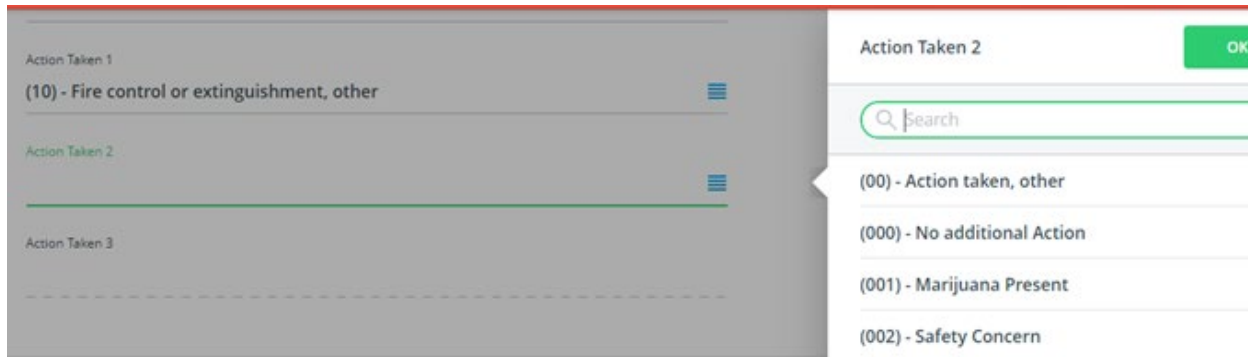 Action Taken 1
(10) - Fire control or extinguishment, other
Action Taken 2
Action Taken 3
Action Taken 2
OK
Search
(00) - Action taken, other
(000) - No additional Action
(001) - Marijuana Present
(002) - Safety Concern